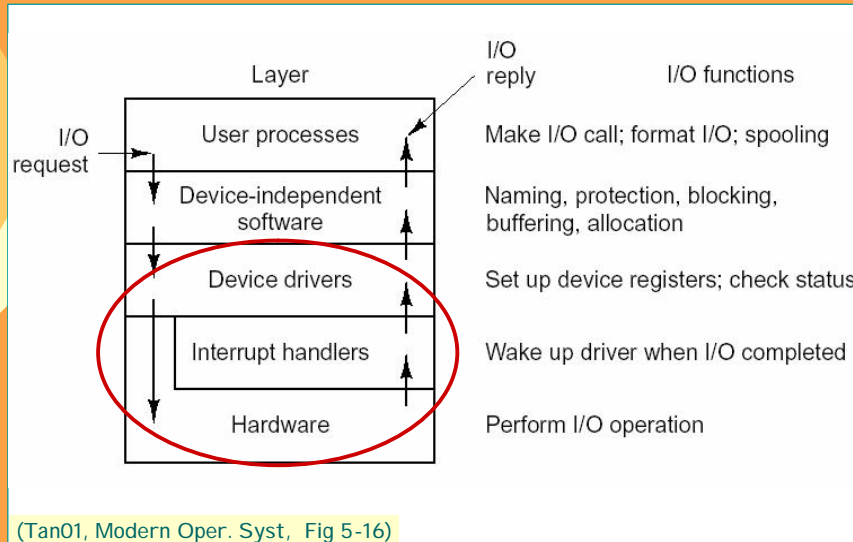 Layer
I/O
reply
I/O functions
I/O
request
User processes
Make I/O call; format I/O; spooling
Device-independent
software
Naming, protection, blocking,
buffering, allocation
Device drivers
Set up device registers; check status
Interrupt handlers
Wake up driver when I/O completed
Hardware
Perform I/O operation
(Tan01, Modern Oper. Syst, Fig 5-16)